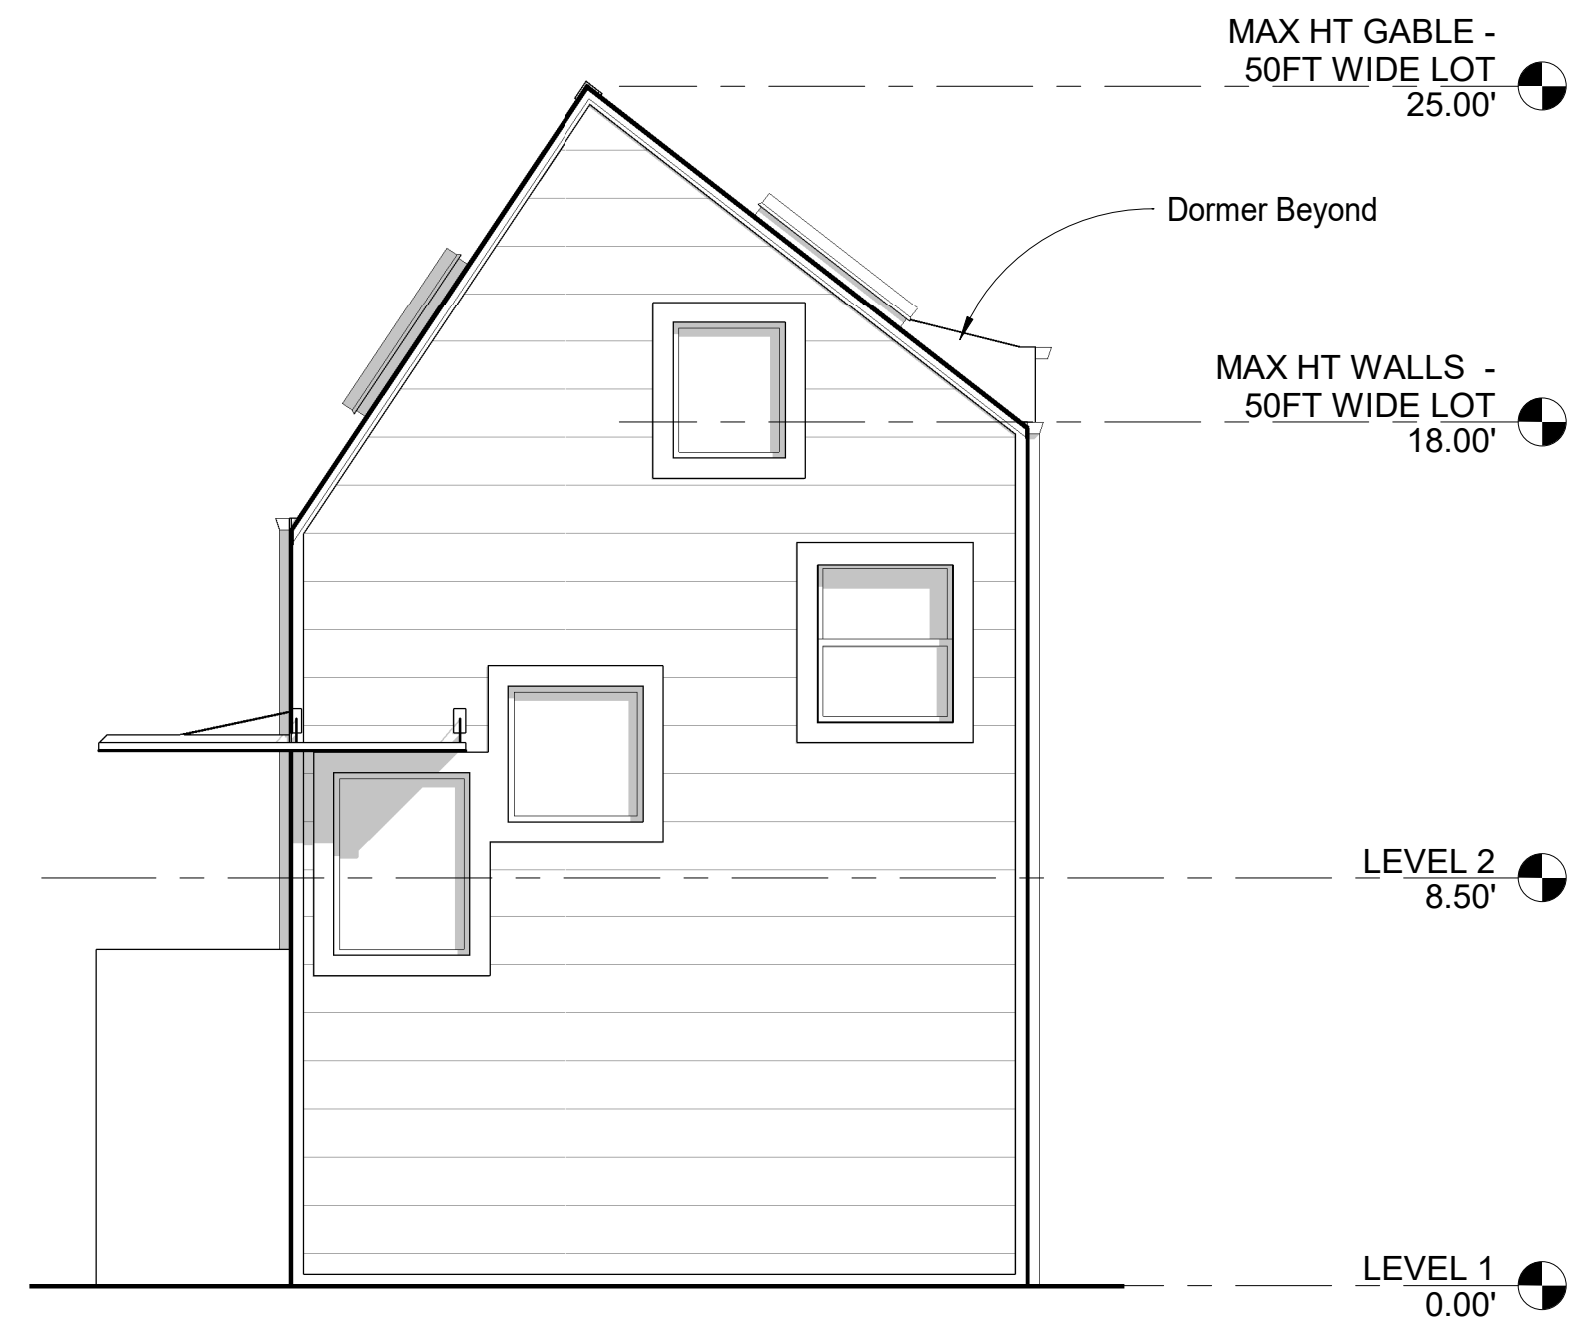 MAX HT GABLE -
50FT WIDE LOT
25.00'
Dormer Beyond
MAX HT WALLS -
50FT WIDE LOT
18.00'
LEVEL 2
8.50'
LEVEL 1
0.00'